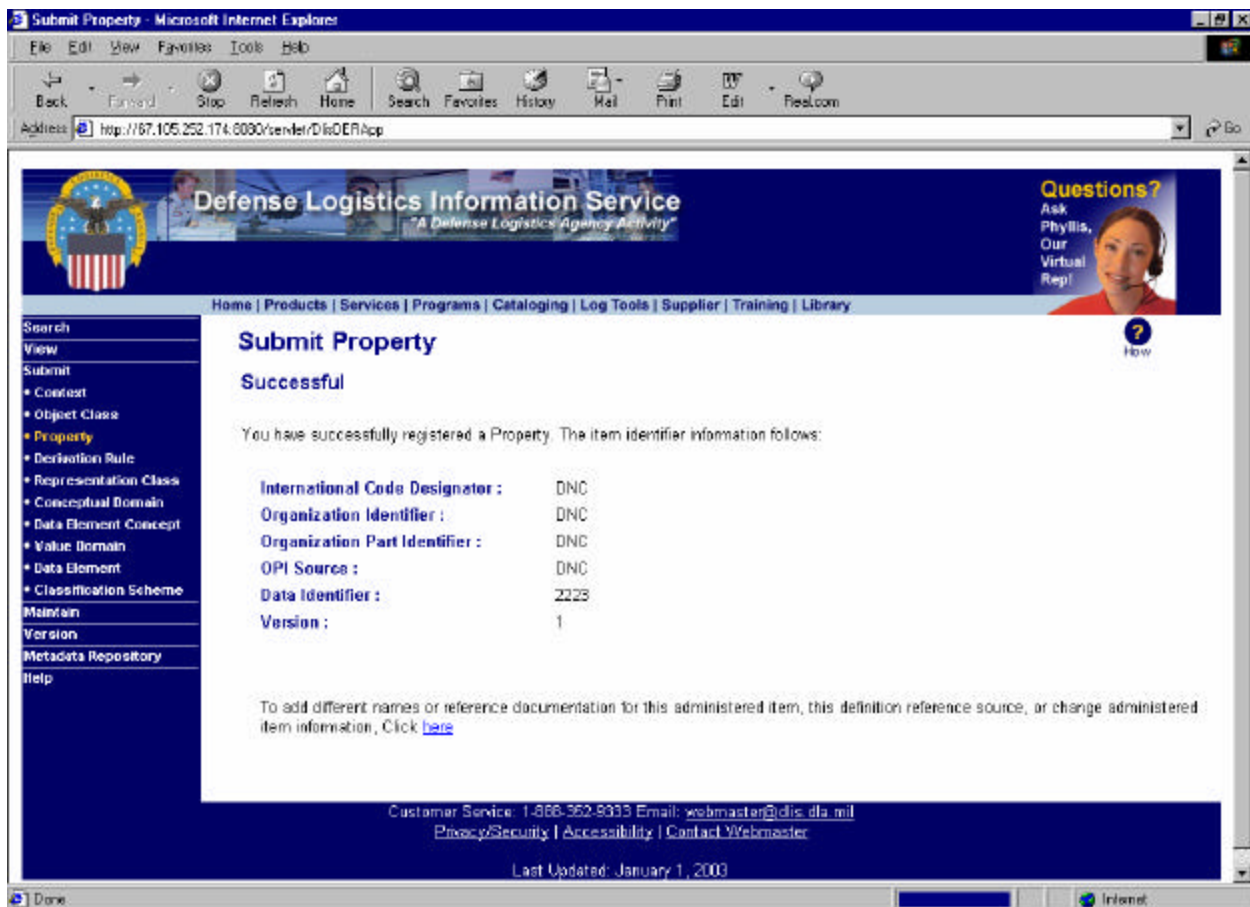 Submit Property - Microsoft Internet Explorer
File Edit View Favorites Tools Help
Back Forward Stop Refresh Home Search Favorites History Mail Print Edit Real.com
Address http://67.105.252.174:8080/servlet/DlisDERApp Go
Defense Logistics Information Service
"A Defense Logistics Agency Activity"
Questions?
Ask
Phyllis,
Our
Virtual
Rep!
Home | Products | Services | Programs | Cataloging | Log Tools | Supplier | Training | Library
Search
View
Submit
• Context
• Object Class
• Property
• Derivation Rule
• Representation Class
• Conceptual Domain
• Data Element Concept
• Value Domain
• Data Element
• Classification Scheme
Maintain
Version
Metadata Repository
Help
Submit Property
?
How
Successful
You have successfully registered a Property. The item identifier information follows:
International Code Designator : DNC
Organization Identifier : DNC
Organization Part Identifier : DNC
OPI Source : DNC
Data Identifier : 2223
Version : 1
To add different names or reference documentation for this administered item, this definition reference source, or change administered
item information, Click here
Customer Service: 1-888-352-9333 Email: webmaster@dlis.dla.mil
Privacy/Security | Accessibility | Contact Webmaster
Last Updated: January 1, 2003
Done Internet